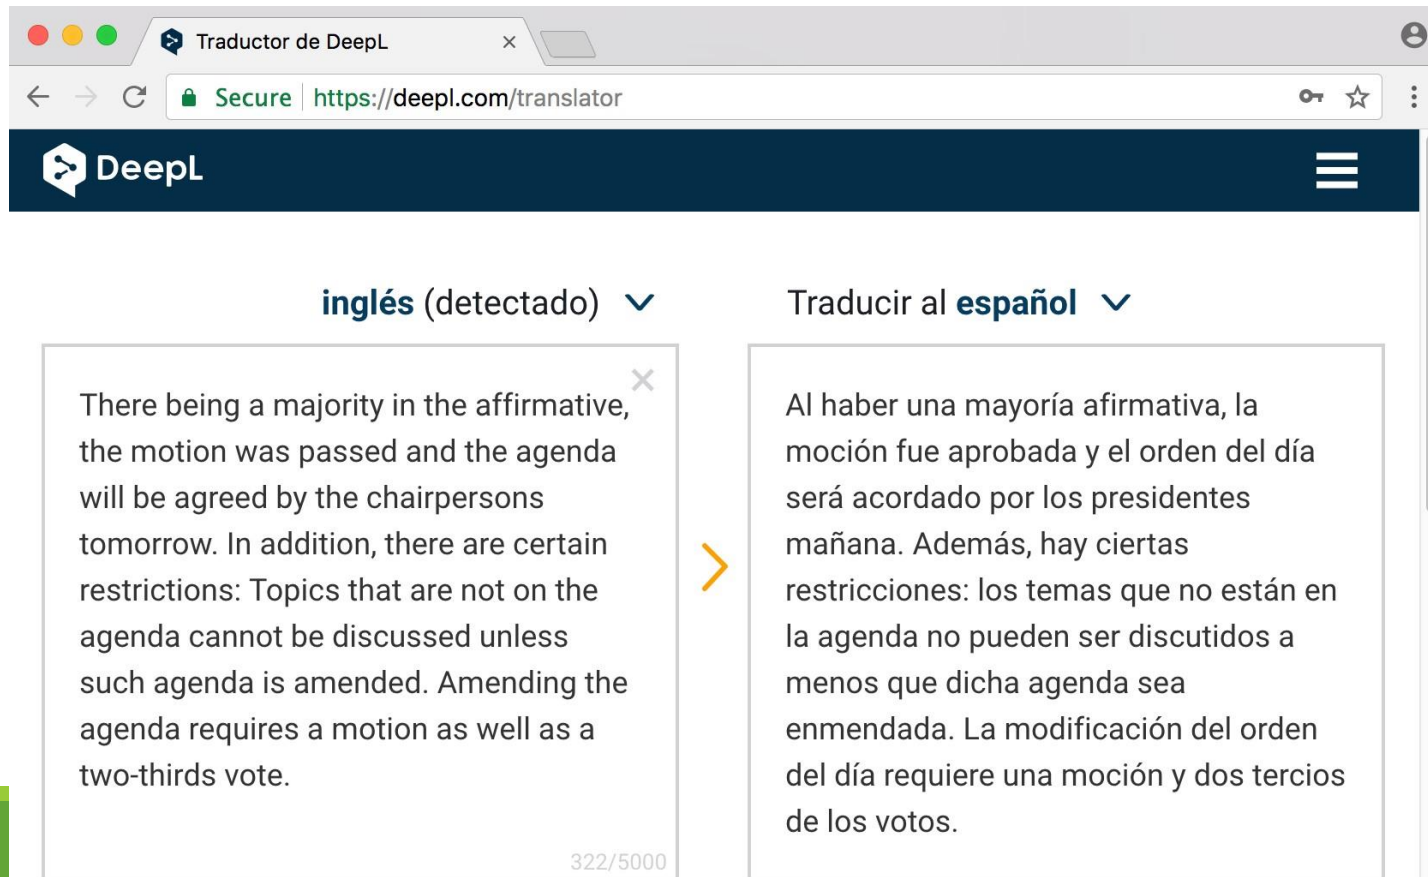 Traductor de DeepL
Secure https://deepl.com/translator
DeepL
inglés (detectado)
Traducir al español
There being a majority in the affirmative,
the motion was passed and the agenda
will be agreed by the chairpersons
tomorrow. In addition, there are certain
restrictions: Topics that are not on the
agenda cannot be discussed unless
such agenda is amended. Amending the
agenda requires a motion as well as a
two-thirds vote.
322/5000
Al haber una mayoría afirmativa, la
moción fue aprobada y el orden del día
será acordado por los presidentes
mañana. Además, hay ciertas
restricciones: los temas que no están en
la agenda no pueden ser discutidos a
menos que dicha agenda sea
enmendada. La modificación del orden
del día requiere una moción y dos tercios
de los votos.